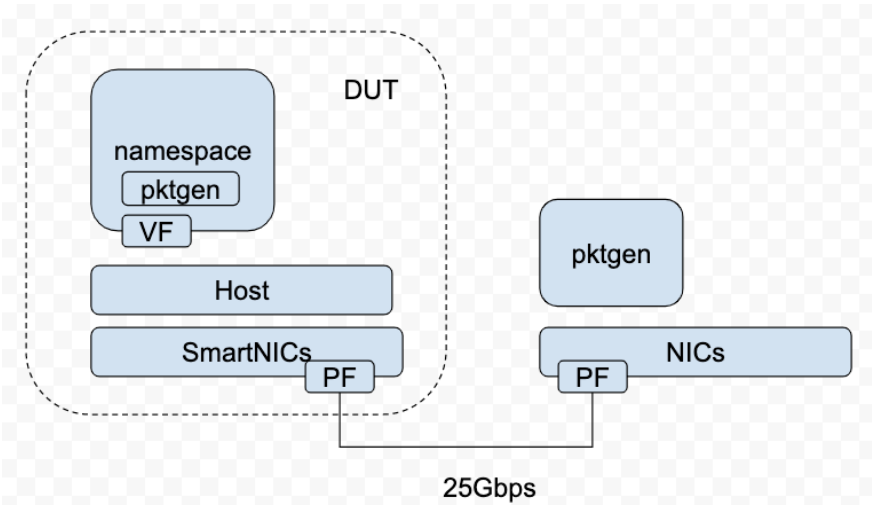 DUT
namespace
pktgen
VF
Host
SmartNICs
PF
pktgen
NICs
PF
25Gbps